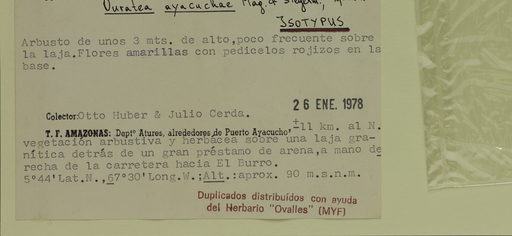 Ouratea ayacuchae
ISOTYPUS
Arbusto de unos 3 mts. de alto,poco frecuente sobre
la laja.Flores amarillas con pedicelos rojizos en la
base.
26 ENE. 1978
Colector:Otto Huber & Julio Cerda.
T. F. AMAZONAS: Deptº Atures, alrededores de Puerto Ayacucho, ±11 km. al N.
vegetación arbustiva y herbácea sobre una laja gra-
nítica detrás de un gran préstamo de arena,a mano de
recha de la carretera hacia El Burro.
5°44'Lat.N.,67°30'Long.W.;Alt.:aprox. 90 m.s.n.m.
Duplicados distribuídos con ayuda
del Herbario "Ovalles" (MYF)